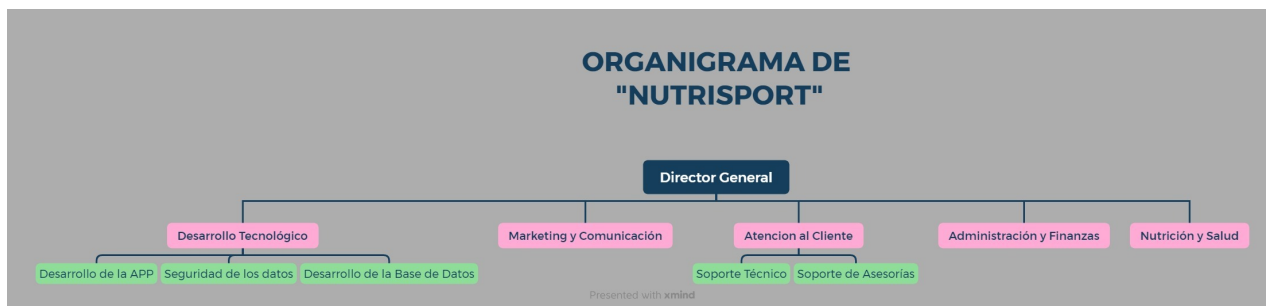 ORGANIGRAMA DE
"NUTRISPORT"
Director General
Desarrollo Tecnológico
Marketing y Comunicación
Atencion al Cliente
Administración y Finanzas
Nutrición y Salud
Desarrollo de la APP
Seguridad de los datos
Desarrollo de la Base de Datos
Soporte Técnico
Soporte de Asesorías
Presented with xmind